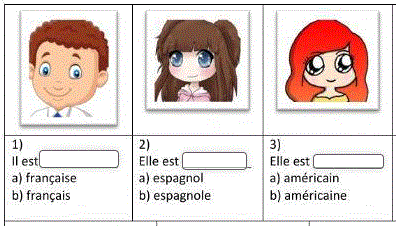 1)
Il est
a) française
b) français
2)
Elle est
a) espagnol
b) espagnole
3)
Elle est
a) américain
b) américaine